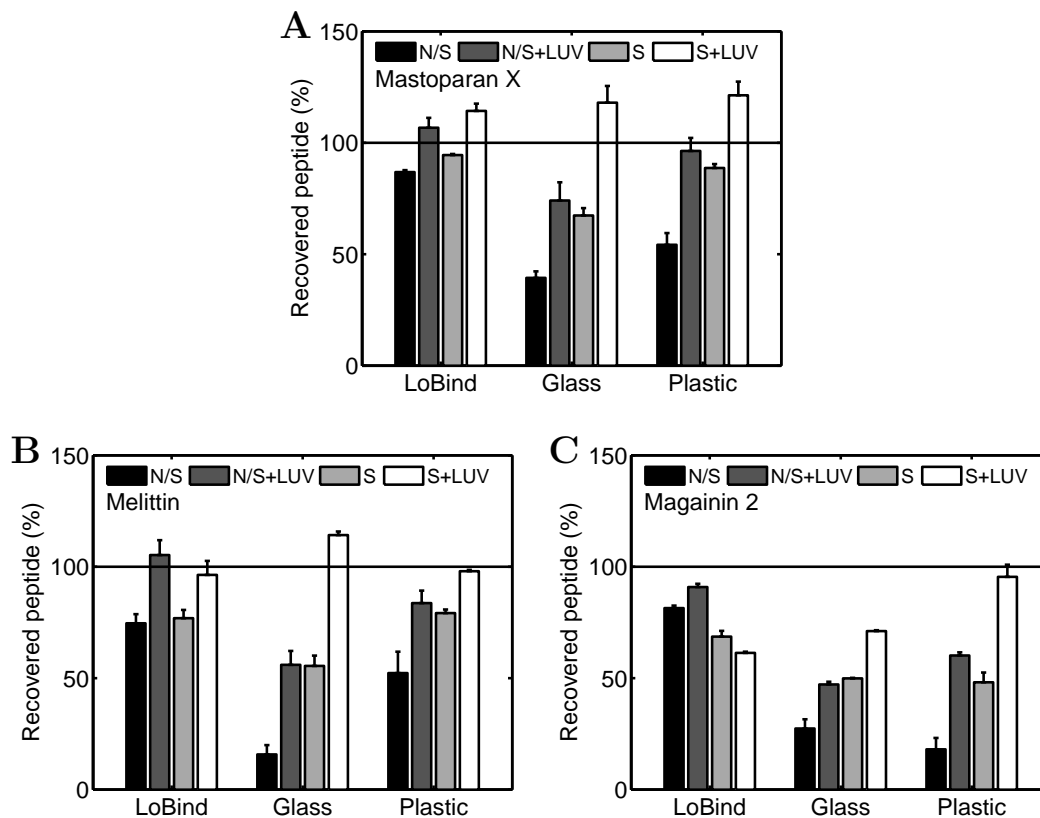 A
150
N/S N/S+LUV S S+LUV
Mastoparan X
Recovered peptide (%)
100
50
0
LoBind Glass Plastic
B
150
N/S N/S+LUV S S+LUV
Melittin
Recovered peptide (%)
100
50
0
LoBind Glass Plastic
C
150
N/S N/S+LUV S S+LUV
Magainin 2
Recovered peptide (%)
100
50
0
LoBind Glass Plastic